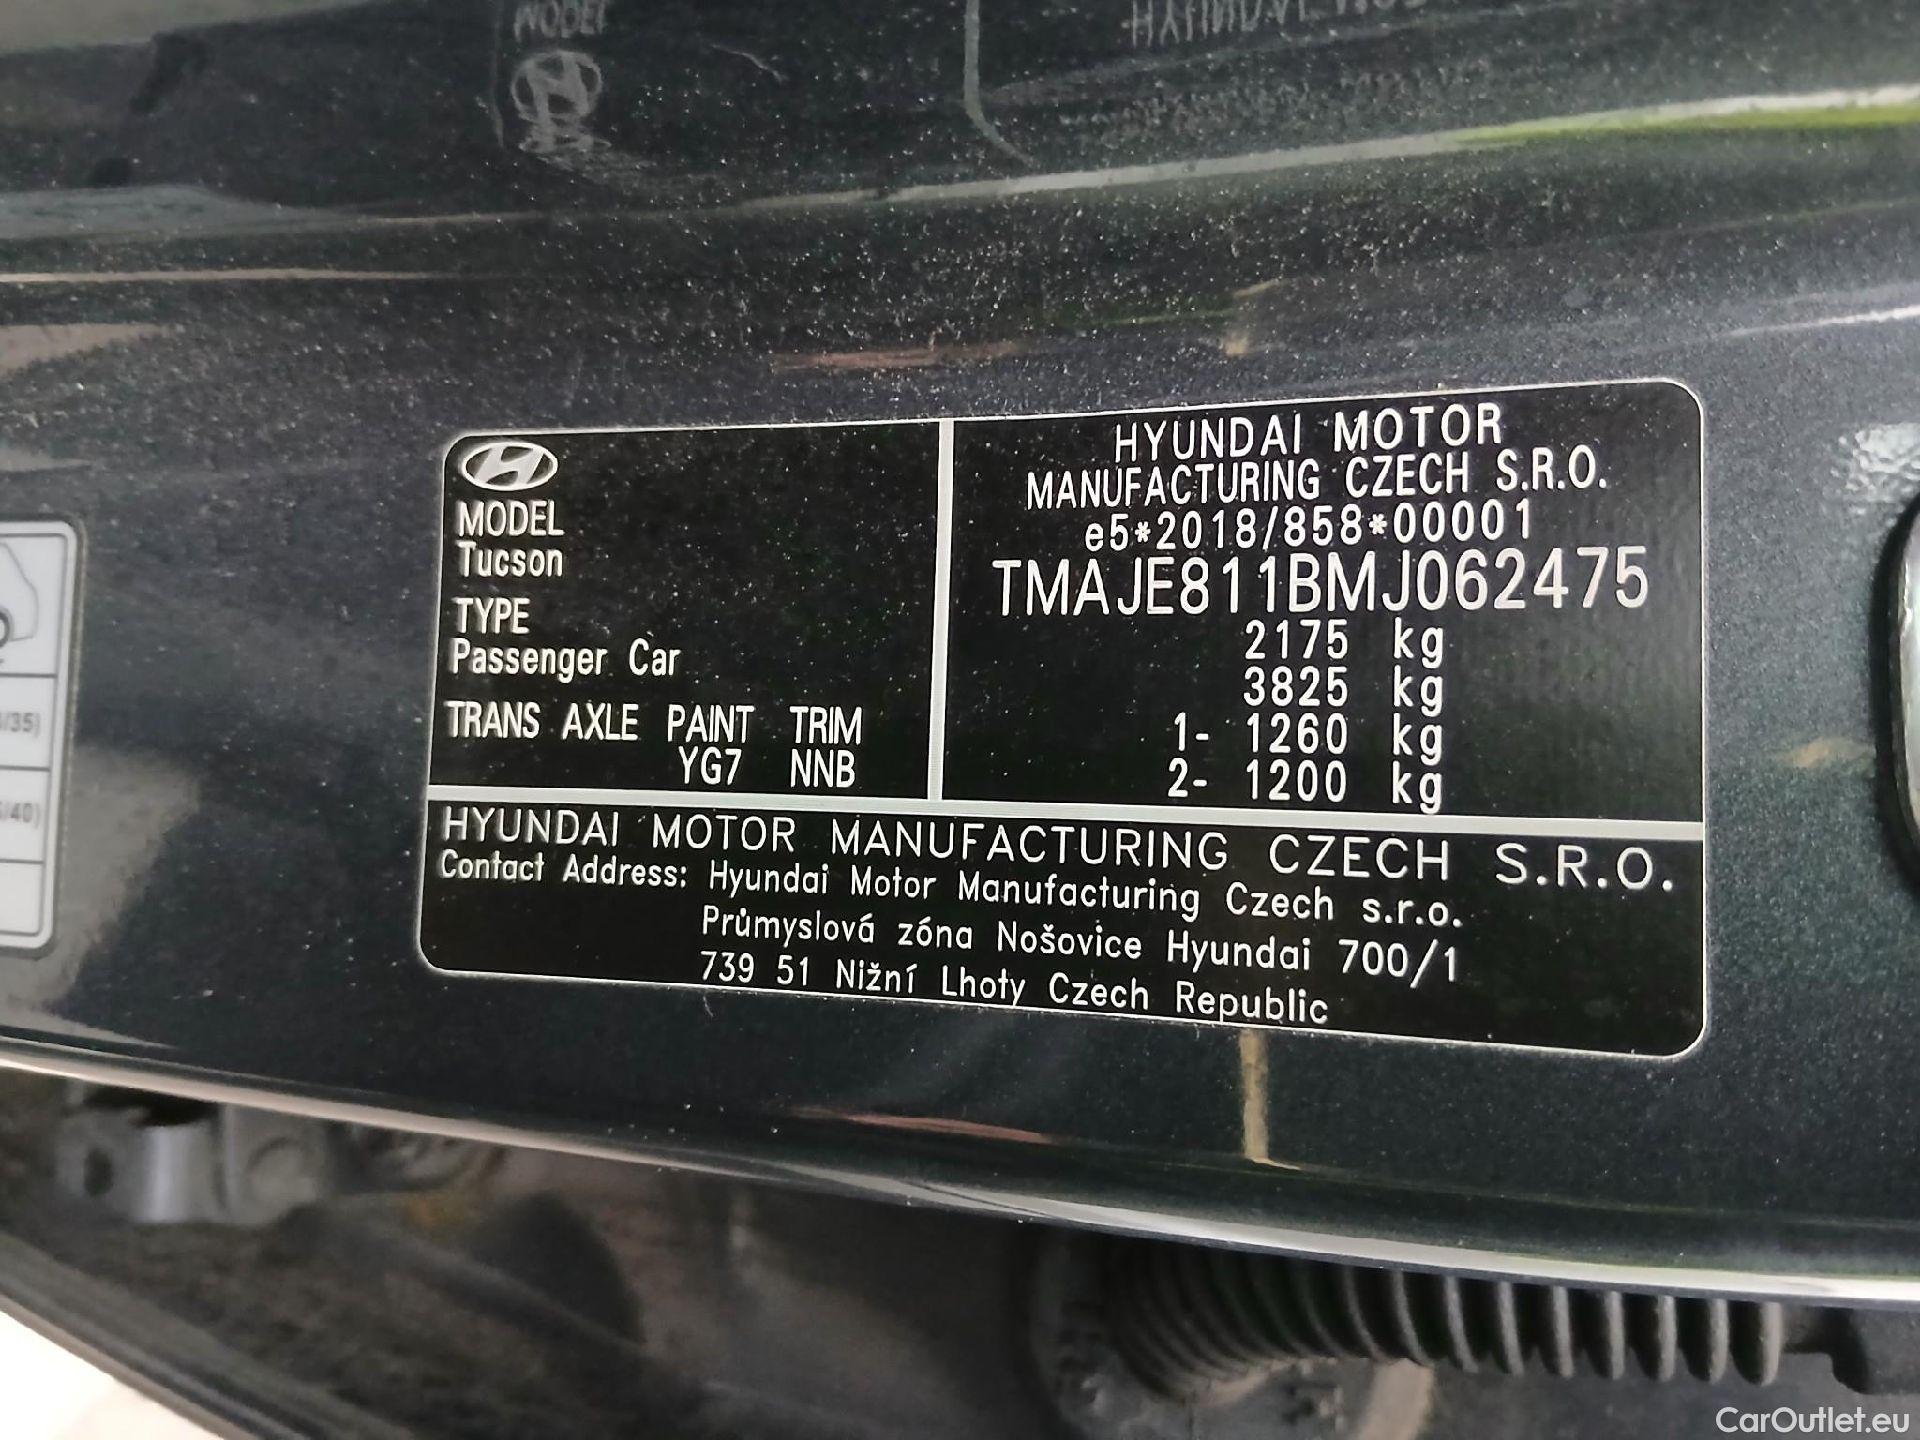 MODEL
Tucson
TYPE
Passenger Car
TRANS AXLE PAINT TRIM
YG7 NNB
HYUNDAI MOTOR
MANUFACTURING CZECH S.R.O.
e5*2018/858*00001
TMAJE811BMJ062475
2175 kg
3825 kg
1- 1260 kg
2- 1200 kg
HYUNDAI MOTOR MANUFACTURING CZECH S.R.O.
Contact Address: Hyundai Motor Manufacturing Czech s.r.o.
Průmyslová zóna Nošovice Hyundai 700/1
739 51 Nižní Lhoty Czech Republic
/35)
/40)
CarOutlet.eu